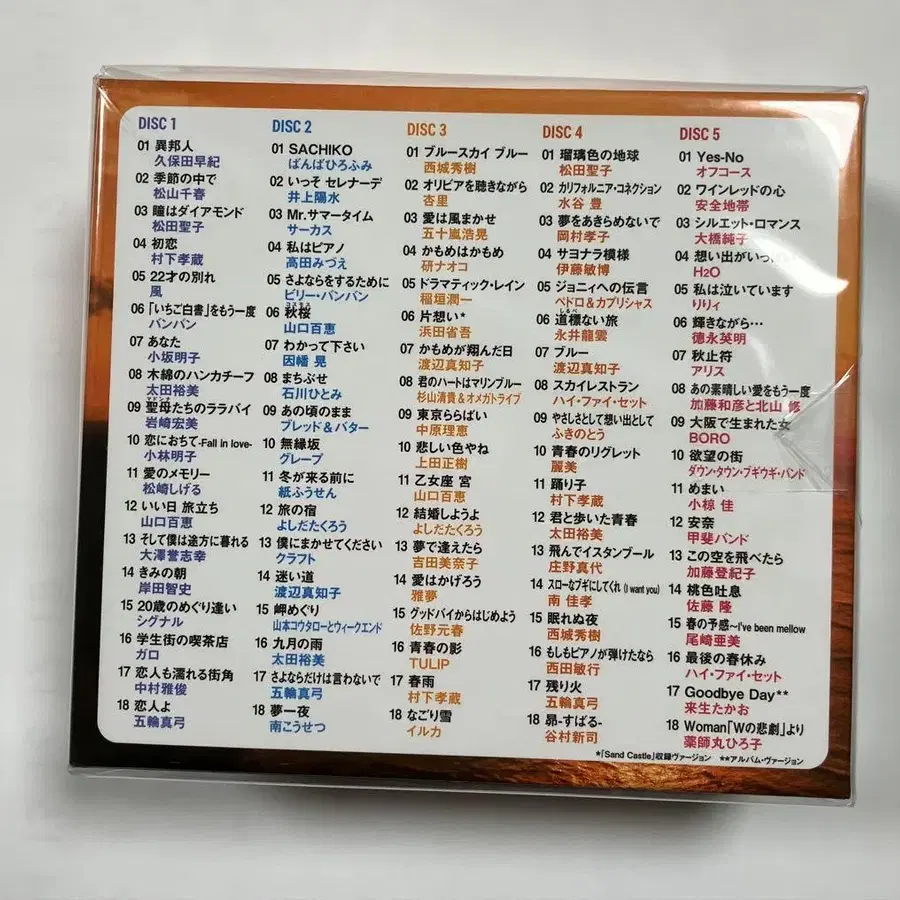 DISC 1
01 異邦人
久保田早紀
02 季節の中で
松山千春
03 瞳はダイアモンド
松田聖子
04 初恋
村下孝蔵
05 22才の別れ
風
06 「いちご白書」をもう一度
バンバン
07 あなた
小坂明子
08 木綿のハンカチーフ
太田裕美
マドンナ
09 聖母たちのララバイ
岩崎宏美
10 恋におちて-Fall in love-
小林明子
11 愛のメモリー
松崎しげる
12 いい日 旅立ち
山口百恵
13 そして僕は途方に暮れる
大澤誉志幸
14 きみの朝
岸田智史
15 20歳のめぐり逢い
シグナル
16 学生街の喫茶店
ガロ
17 恋人も濡れる街角
中村雅俊
18 恋人よ
五輪真弓
DISC 2
01 SACHIKO
ばんばひろふみ
02 いっそ セレナーデ
井上陽水
03 Mr.サマータイム
サーカス
04 私はピアノ
高田みづえ
05 さよならをするために
ビリー・バンバン
コスモス
06 秋桜
山口百恵
07 わかって下さい
因幡 晃
08 まちぶせ
石川ひとみ
09 あの頃のまま
ブレッド&バター
10 無縁坂
グレープ
11 冬が来る前に
紙ふうせん
12 旅の宿
よしだたくろう
13 僕にまかせてください
クラフト
14 迷い道
渡辺真知子
15 岬めぐり
山本コウタローとウィークエンド
16 九月の雨
太田裕美
17 さよならだけは言わないで
五輪真弓
18 夢一夜
南こうせつ
DISC 3
01 ブルースカイ ブルー
西城秀樹
02 オリビアを聴きながら
杏里
03 愛は風まかせ
五十嵐浩晃
04 かもめはかもめ
研ナオコ
05 ドラマティック・レイン
稲垣潤一
06 片想い*
浜田省吾
07 かもめが翔んだ日
渡辺真知子
08 君のハートはマリンブルー
杉山清貴&オメガトライブ
09 東京ららばい
中原理恵
10 悲しい色やね
上田正樹
11 乙女座 宮
山口百恵
12 結婚しようよ
よしだたくろう
13 夢で逢えたら
吉田美奈子
14 愛はかげろう
雅夢
15 グッドバイからはじめよう
佐野元春
16 青春の影
TULIP
17 春雨
村下孝蔵
18 なごり雪
イルカ
DISC 4
01 瑠璃色の地球
松田聖子
02 カリフォルニア・コネクション
水谷 豊
03 夢をあきらめないで
岡村孝子
04 サヨナラ模様
伊藤敏博
05 ジョニィへの伝言
ペドロ&カプリシャス
しるべ
06 道標ない旅
永井龍雲
07 ブルー
渡辺真知子
08 スカイレストラン
ハイ・ファイ・セット
09 やさしさとして想い出として
ふきのとう
10 青春のリグレット
麗美
11 踊り子
村下孝蔵
12 君と歩いた青春
太田裕美
13 飛んでイスタンブール
庄野真代
14 スローなブギにしてくれ (I want you)
南 佳孝
15 眠れぬ夜
西城秀樹
16 もしもピアノが弾けたなら
西田敏行
17 残り火
五輪真弓
18 昴-すばる-
谷村新司
DISC 5
01 Yes-No
オフコース
02 ワインレッドの心
安全地帯
03 シルエット・ロマンス
大橋純子
04 想い出がいっぱい
H2O
05 私は泣いています
りりィ
06 輝きながら…
徳永英明
07 秋止符
アリス
08 あの素晴しい愛をもう一度
加藤和彦と北山 修
09 大阪で生まれた女
BORO
10 欲望の街
ダウン・タウン・ブギウギ・バンド
11 めまい
小椋 佳
12 安奈
甲斐バンド
13 この空を飛べたら
加藤登紀子
14 桃色吐息
佐藤 隆
15 春の予感〜I've been mellow
尾崎亜美
16 最後の春休み
ハイ・ファイ・セット
17 Goodbye Day**
来生たかお
18 Woman「Wの悲劇」より
薬師丸ひろ子
*「Sand Castle」収録ヴァージョン **アルバム・ヴァージョン